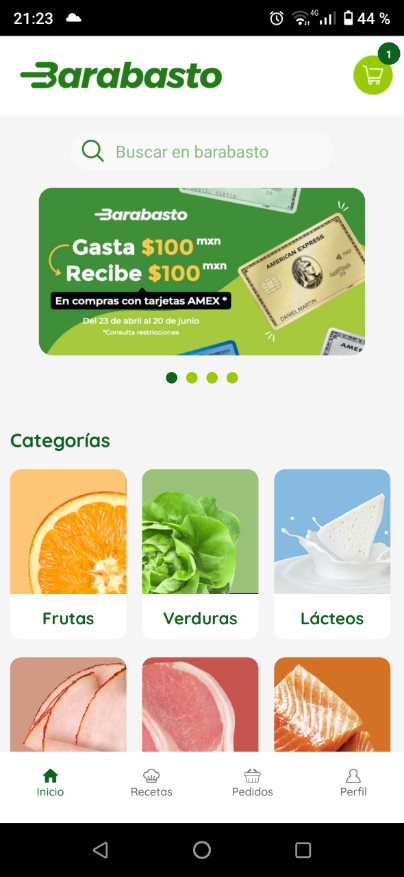 21:23
4G
44 %
Barabasto
1
Buscar en barabasto
Barabasto
Gasta $100 mxn
Recibe $100 mxn
En compras con tarjetas AMEX *
Del 23 de abril al 20 de junio
*Consulta restricciones
AMERICAN EXPRESS
DANIEL MARTIN
Categorías
Frutas
Verduras
Lácteos
Inicio
Recetas
Pedidos
Perfil